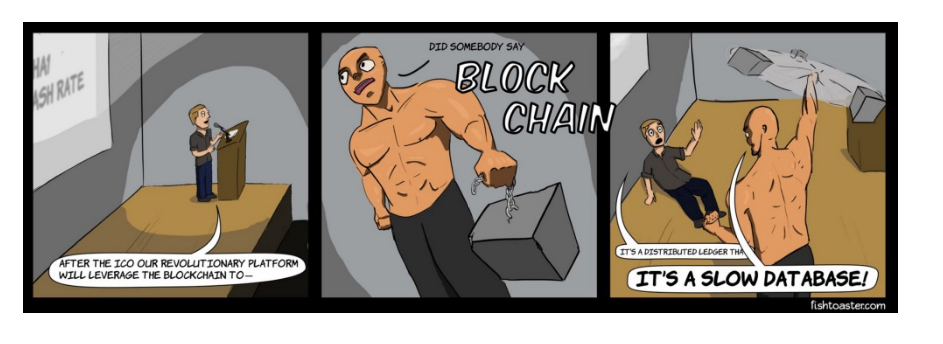 HAI
ASH RATE
AFTER THE ICO OUR REVOLUTIONARY PLATFORM
WILL LEVERAGE THE BLOCKCHAIN TO—
DID SOMEBODY SAY
BLOCK
CHAIN
IT'S A DISTRIBUTED LEDGER THA
IT'S A SLOW DATABASE!
fishtoaster.com